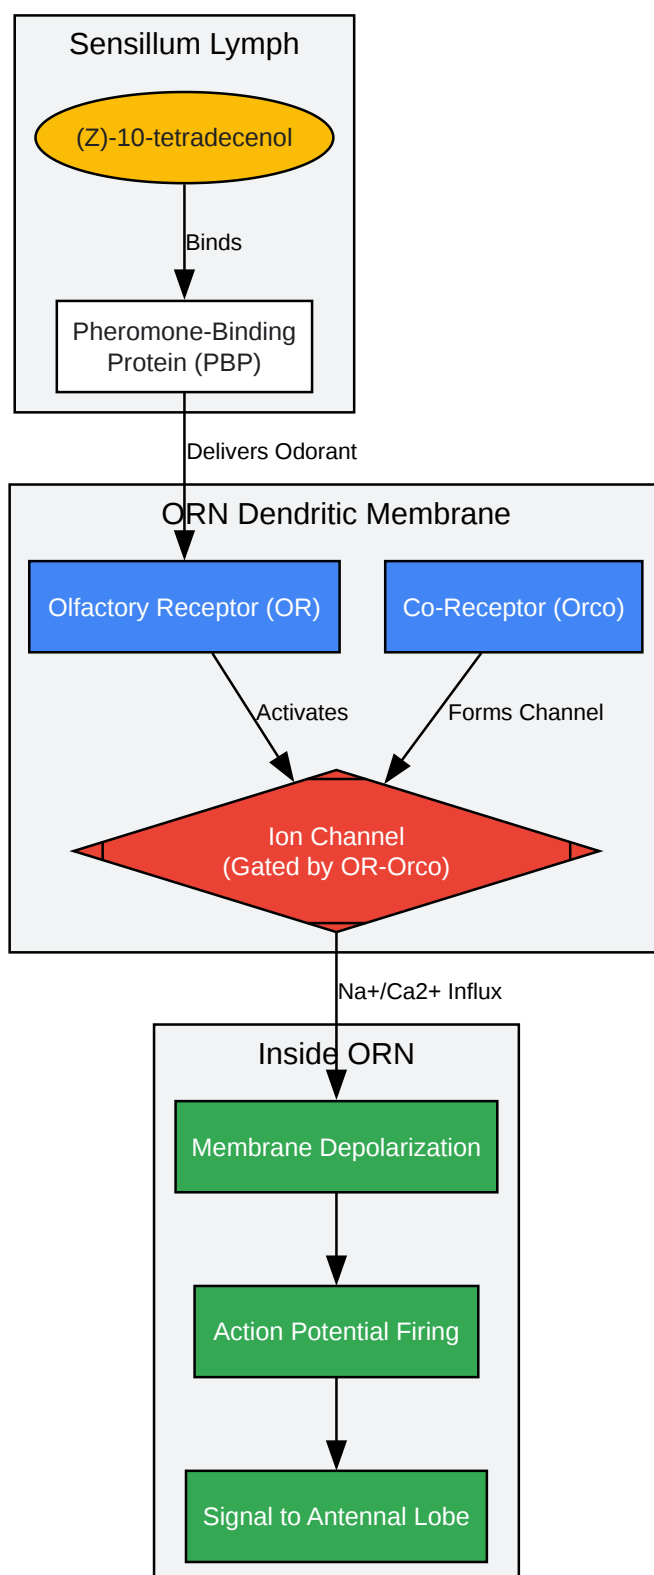 Sensillum Lymph
(Z)-10-tetradecenol
Binds
Pheromone-Binding
Protein (PBP)
Delivers Odorant
ORN Dendritic Membrane
Olfactory Receptor (OR)
Co-Receptor (Orco)
Activates
Forms Channel
Ion Channel
(Gated by OR-Orco)
Na+/Ca2+ Influx
Inside ORN
Membrane Depolarization
Action Potential Firing
Signal to Antennal Lobe